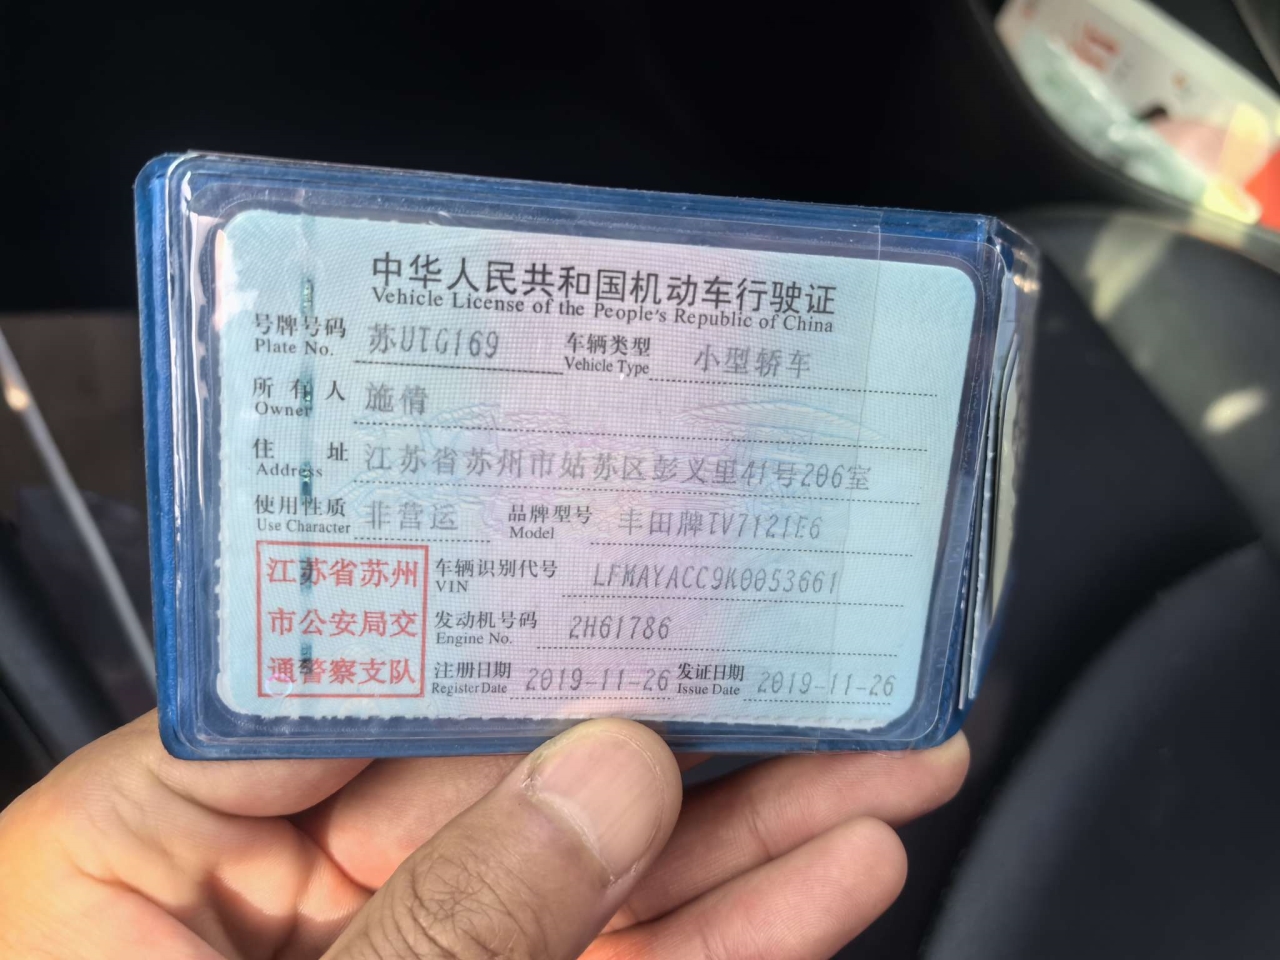 中华人民共和国机动车行驶证
Vehicle License of the People's Republic of China
号牌号码 苏UTG169 车辆类型 小型轿车
Plate No. Vehicle Type
所有人 施倩
Owner
住址 江苏省苏州市姑苏区彭义里41号206室
Address
使用性质 非营运 品牌型号 丰田牌TV7121E6
Use Character Model
江苏省苏州
市公安局交
通警察支队
车辆识别代号 LFMAYACC9K0053661
VIN
发动机号码 2H61786
Engine No.
注册日期 2019-11-26 发证日期 2019-11-26
Register Date Issue Date